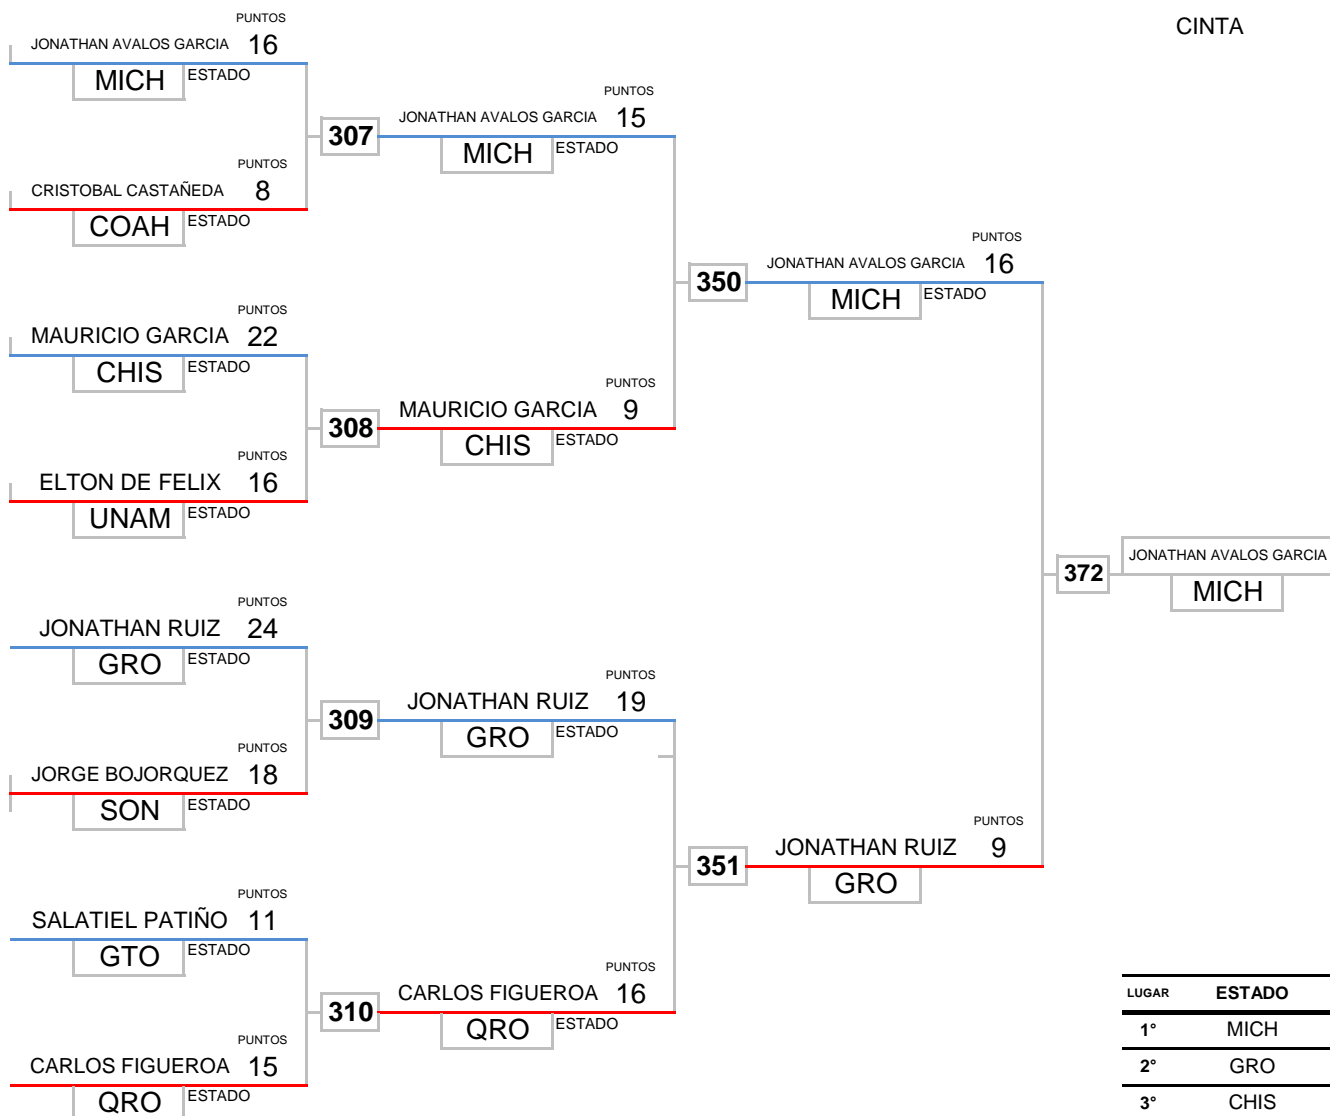 PUNTOS
CINTA
JONATHAN AVALOS GARCIA 16
MICH ESTADO
PUNTOS
307 JONATHAN AVALOS GARCIA 15
MICH ESTADO
PUNTOS
CRISTOBAL CASTAÑEDA 8
COAH ESTADO
PUNTOS
350 JONATHAN AVALOS GARCIA 16
MICH ESTADO
PUNTOS
MAURICIO GARCIA 22
CHIS ESTADO
PUNTOS
308 MAURICIO GARCIA 9
CHIS ESTADO
PUNTOS
ELTON DE FELIX 16
UNAM ESTADO
372 JONATHAN AVALOS GARCIA
MICH
PUNTOS
JONATHAN RUIZ 24
GRO ESTADO
PUNTOS
309 JONATHAN RUIZ 19
GRO ESTADO
PUNTOS
JORGE BOJORQUEZ 18
SON ESTADO
PUNTOS
351 JONATHAN RUIZ 9
GRO
PUNTOS
SALATIEL PATIÑO 11
GTO ESTADO
PUNTOS
310 CARLOS FIGUEROA 16
QRO ESTADO
PUNTOS
CARLOS FIGUEROA 15
QRO ESTADO
LUGAR ESTADO
1° MICH
2° GRO
3° CHIS